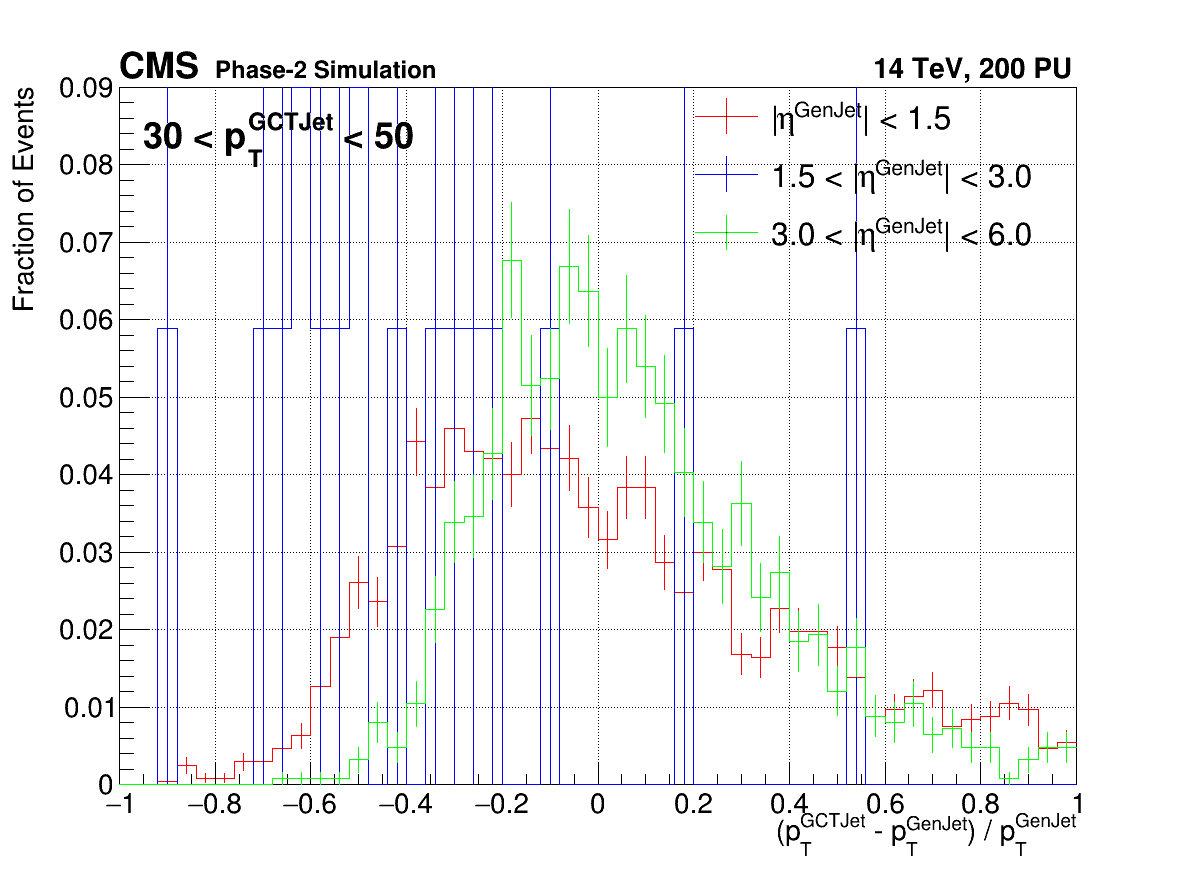 CMS Phase-2 Simulation 14 TeV, 200 PU
Fraction of Events
30 < p_T^GCTJet < 50
|η^GenJet| < 1.5
1.5 < |η^GenJet| < 3.0
3.0 < |η^GenJet| < 6.0
0.09
0.08
0.07
0.06
0.05
0.04
0.03
0.02
0.01
0
−1 −0.8 −0.6 −0.4 −0.2 0 0.2 0.4 0.6 0.8 1
(p_T^GCTJet - p_T^GenJet) / p_T^GenJet